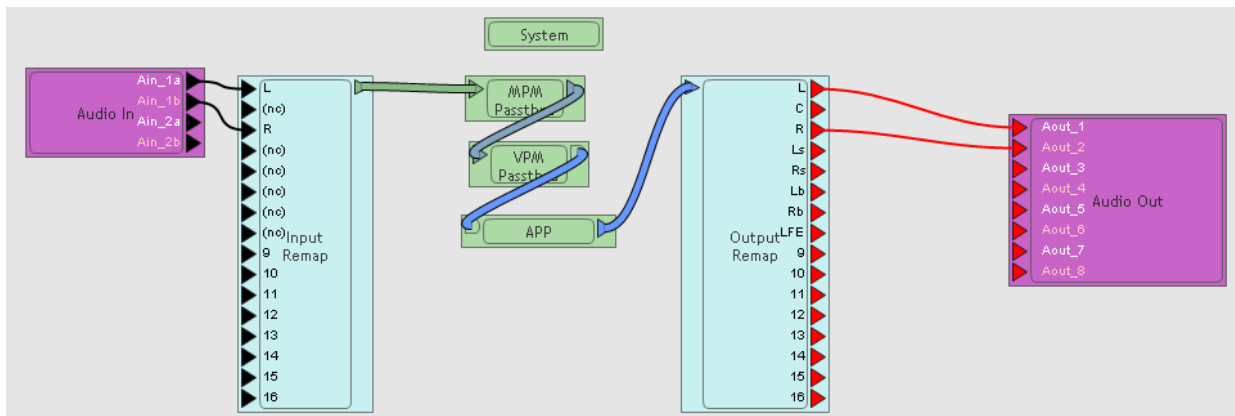 System
Audio In
Ain_1a
Ain_1b
Ain_2a
Ain_2b
L
(nc)
R
(nc)
(nc)
(nc)
(nc)
(nc)
9
10
11
12
13
14
15
16
Input
Remap
MPM
VPM
APP
Output
Remap
L
C
R
Ls
Rs
Lb
Rb
LFE
9
10
11
12
13
14
15
16
Aout_1
Aout_2
Aout_3
Aout_4
Aout_5
Aout_6
Aout_7
Aout_8
Audio Out